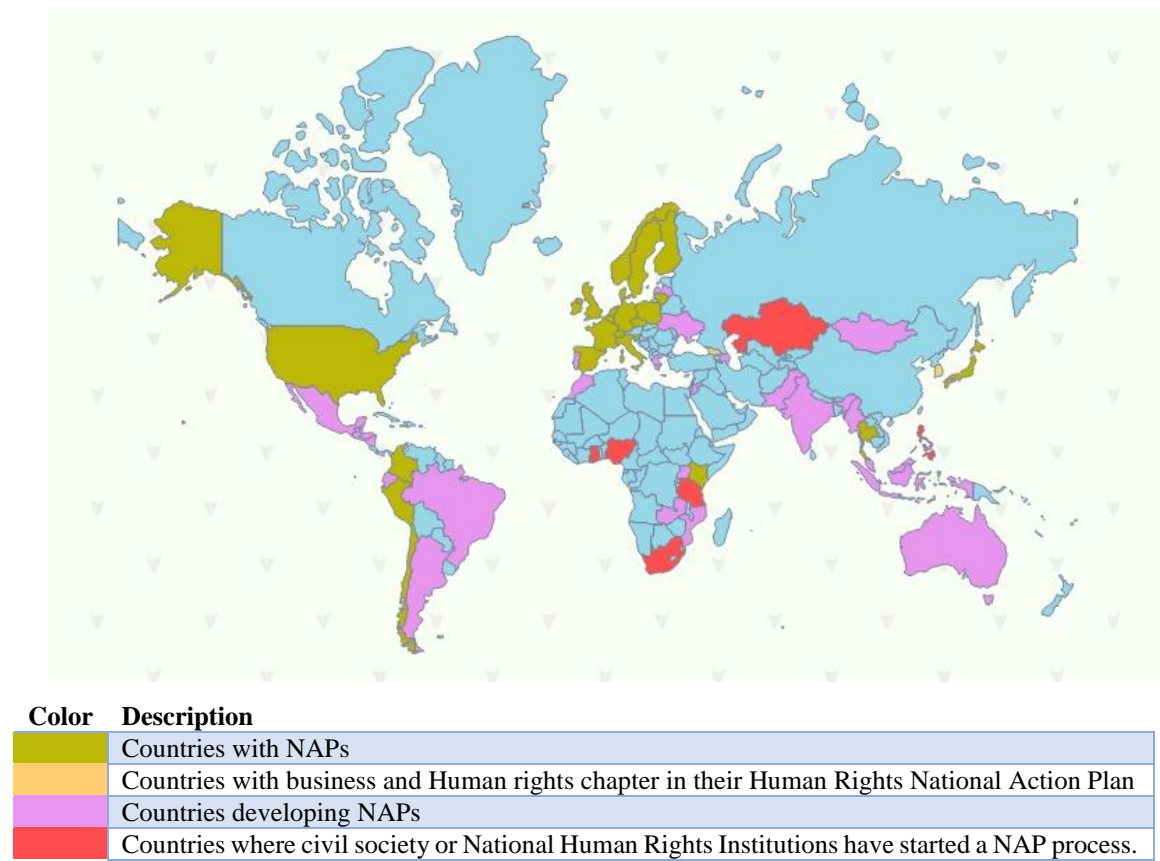 Color Description
Countries with NAPs
Countries with business and Human rights chapter in their Human Rights National Action Plan
Countries developing NAPs
Countries where civil society or National Human Rights Institutions have started a NAP process.